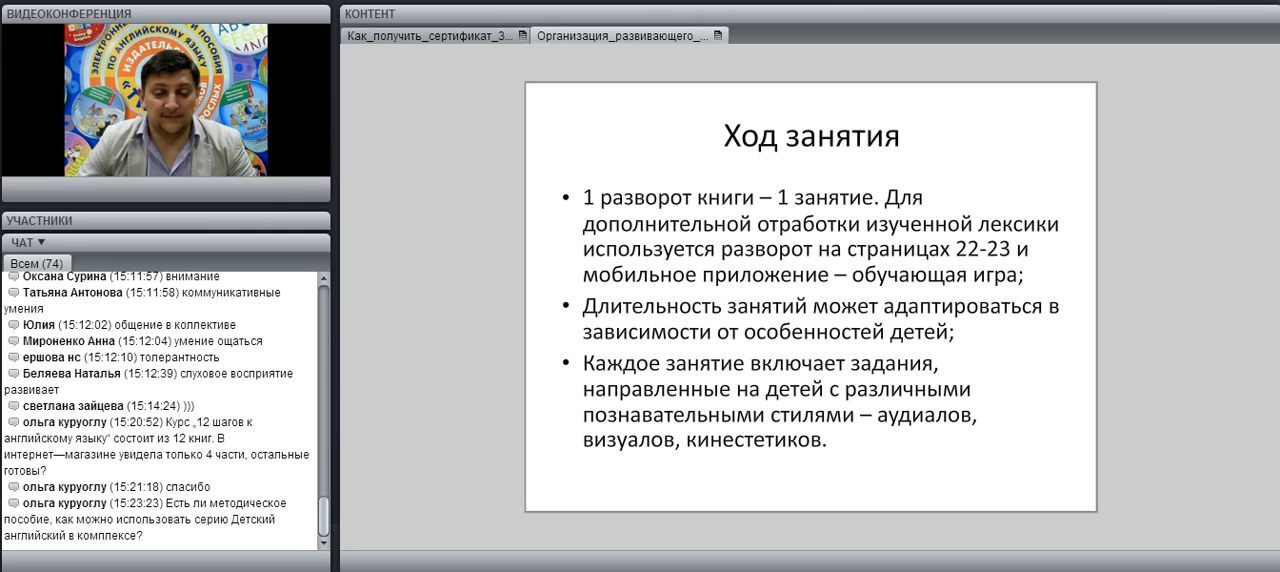 ВИДЕОКОНФЕРЕНЦИЯ
ЭЛЕКТРОННЫЕ
ПОСОБИЯ
ПО АНГЛИЙСКОМУ ЯЗЫКУ
УЧАСТНИКИ
ЧАТ
Всем (74)
Оксана Сурина (15:11:57) внимание
Татьяна Антонова (15:11:58) коммуникативные
умения
Юлия (15:12:02) общение в коллективе
Мироненко Анна (15:12:04) умение ощаться
ершова нс (15:12:10) толерантность
Беляева Наталья (15:12:39) слуховое восприятие
развивает
светлана зайцева (15:14:24) )))
ольга куруоглу (15:20:52) Курс „12 шагов к
английскому языку" состоит из 12 книг. В
интернет—магазине увидела только 4 части, остальные
готовы?
ольга куруоглу (15:21:18) спасибо
ольга куруоглу (15:23:23) Есть ли методическое
пособие, как можно использовать серию Детский
английский в комплексе?
КОНТЕНТ
Как_получить_сертификат_3... Организация_развивающего_...
Ход занятия
• 1 разворот книги – 1 занятие. Для
дополнительной отработки изученной лексики
используется разворот на страницах 22-23 и
мобильное приложение – обучающая игра;
• Длительность занятий может адаптироваться в
зависимости от особенностей детей;
• Каждое занятие включает задания,
направленные на детей с различными
познавательными стилями – аудиалов,
визуалов, кинестетиков.